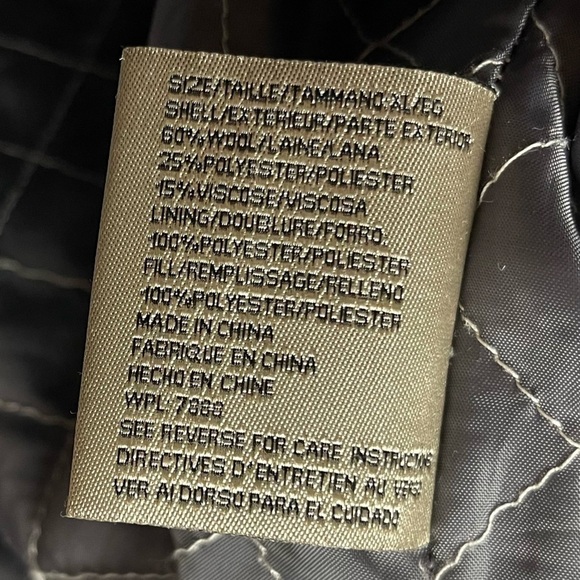 SIZE/TAILLE/TAMMANO:XL/EG
SHELL/EXTERIEUR/PARTE EXTERIOR
60%WOOL/LAINE/LANA
25%POLYESTER/POLIESTER
15%VISCOSE/VISCOSA
LINING/DOUBLURE/FORRO.
100%POLYESTER/POLIESTER
FILL/REMPLISSAGE/RELLENO
100%POLYESTER/POLIESTER
MADE IN CHINA
FABRIQUE EN CHINA
HECHO EN CHINE
WPL 7888
SEE REVERSE FOR CARE INSTRUCTING
DIRECTIVES D'ENTRETIEN AU
VER AIDORSO PARA EL CUIDADO